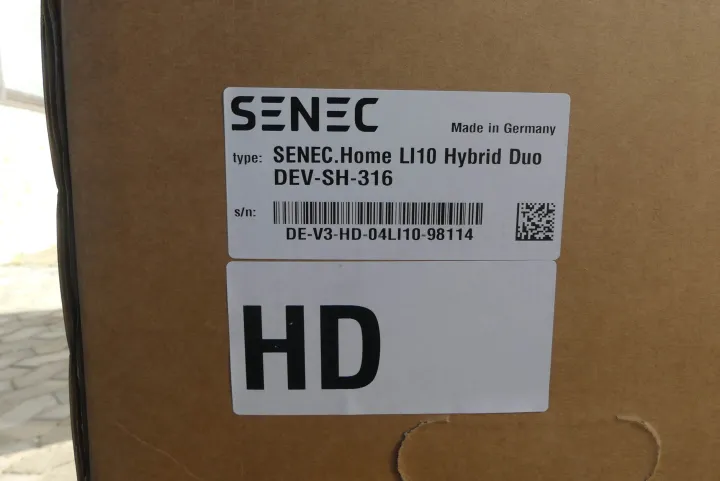 SENEC
Made in Germany
type: SENEC.Home LI10 Hybrid Duo
DEV-SH-316
s/n:
DE-V3-HD-04LI10-98114
HD